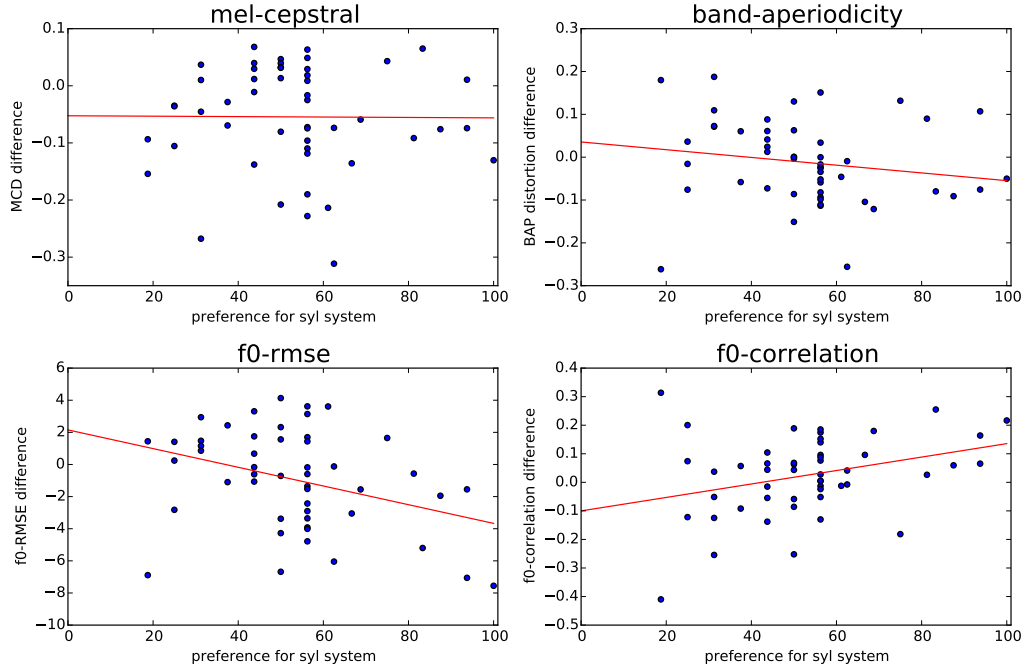 mel-cepstral
0.1
0.0
−0.1
−0.2
−0.3
MCD difference
0 20 40 60 80 100
preference for syl system
band-aperiodicity
0.3
0.2
0.1
0.0
−0.1
−0.2
−0.3
BAP distortion difference
0 20 40 60 80 100
preference for syl system
f0-rmse
6
4
2
0
−2
−4
−6
−8
−10
f0-RMSE difference
0 20 40 60 80 100
preference for syl system
f0-correlation
0.4
0.3
0.2
0.1
0.0
−0.1
−0.2
−0.3
−0.4
−0.5
f0-correlation difference
0 20 40 60 80 100
preference for syl system